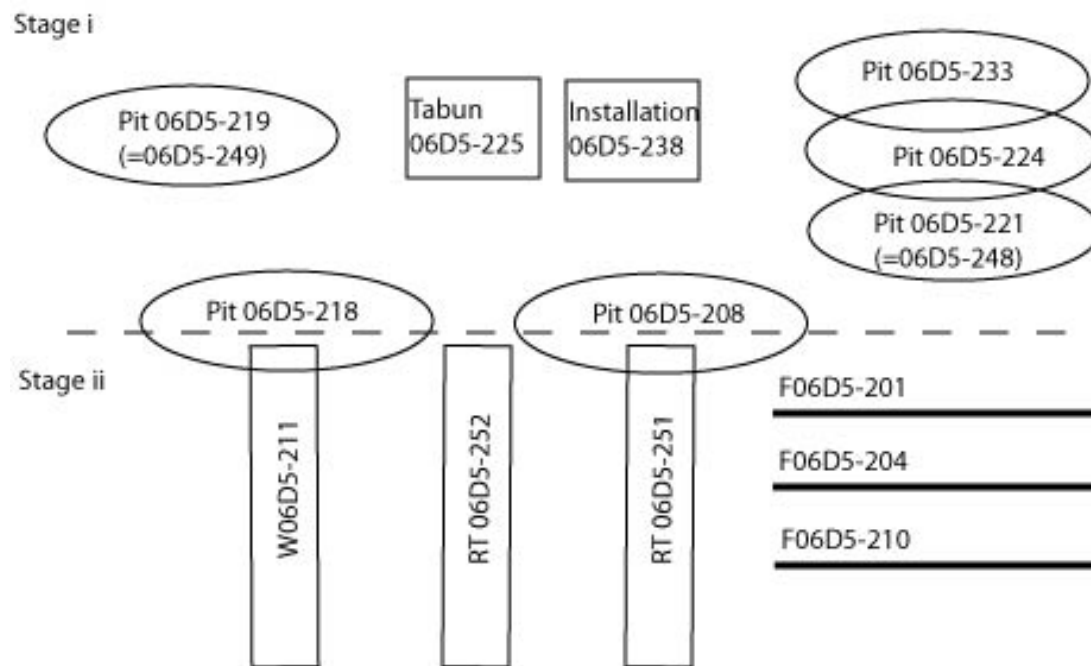 Stage i
Pit 06D5-219
(=06D5-249)
Tabun
06D5-225
Installation
06D5-238
Pit 06D5-233
Pit 06D5-224
Pit 06D5-221
(=06D5-248)
Pit 06D5-218
Pit 06D5-208
Stage ii
W06D5-211
RT 06D5-252
RT 06D5-251
F06D5-201
F06D5-204
F06D5-210